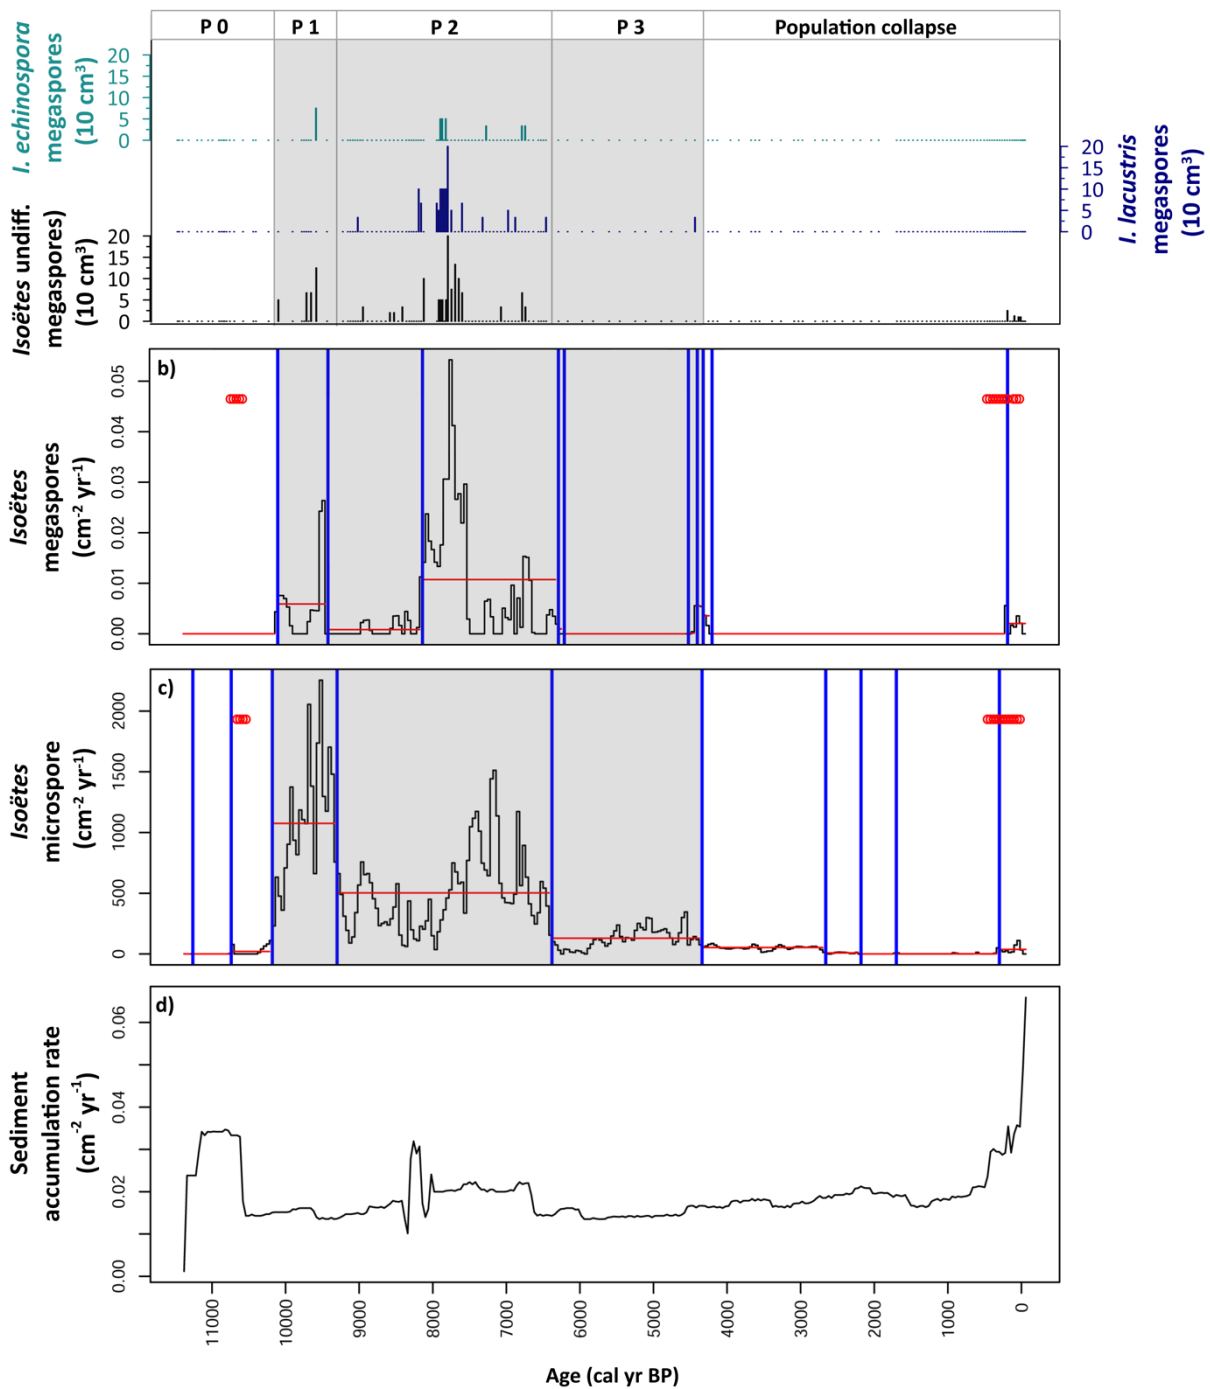 P 0 P 1 P 2 P 3 Population collapse
I. echinospora
megaspores
(10 cm³)
20
15
10
5
0
I. lacustris
megaspores
(10 cm³)
20
15
10
5
0
Isoëtes undiff.
megaspores)
(10 cm³)
20
15
10
5
0
b)
Isoëtes
megaspores
(cm⁻² yr⁻¹)
0.05
0.04
0.03
0.02
0.01
0.00
c)
Isoëtes
microspore
(cm⁻² yr⁻¹)
2000
1500
1000
500
0
d)
Sediment
accumulation rate
(cm⁻² yr⁻¹)
0.06
0.04
0.02
0.00
11000 10000 9000 8000 7000 6000 5000 4000 3000 2000 1000 0
Age (cal yr BP)